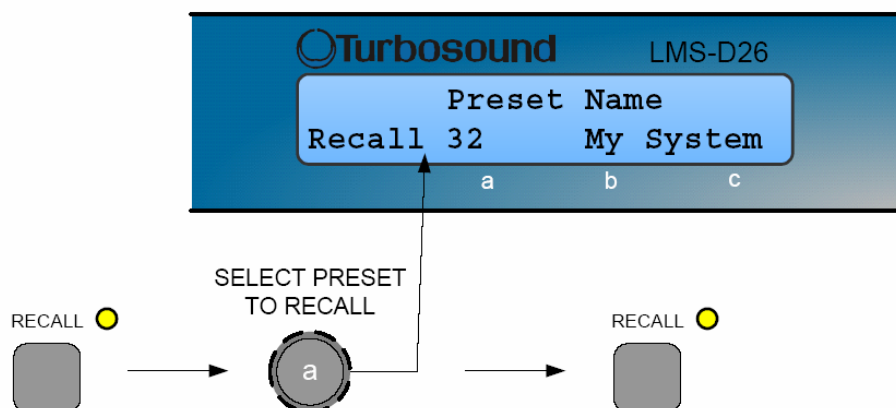 Turbosound LMS-D26
Preset Name
Recall 32 My System
a b c
SELECT PRESET
TO RECALL
RECALL
a
RECALL